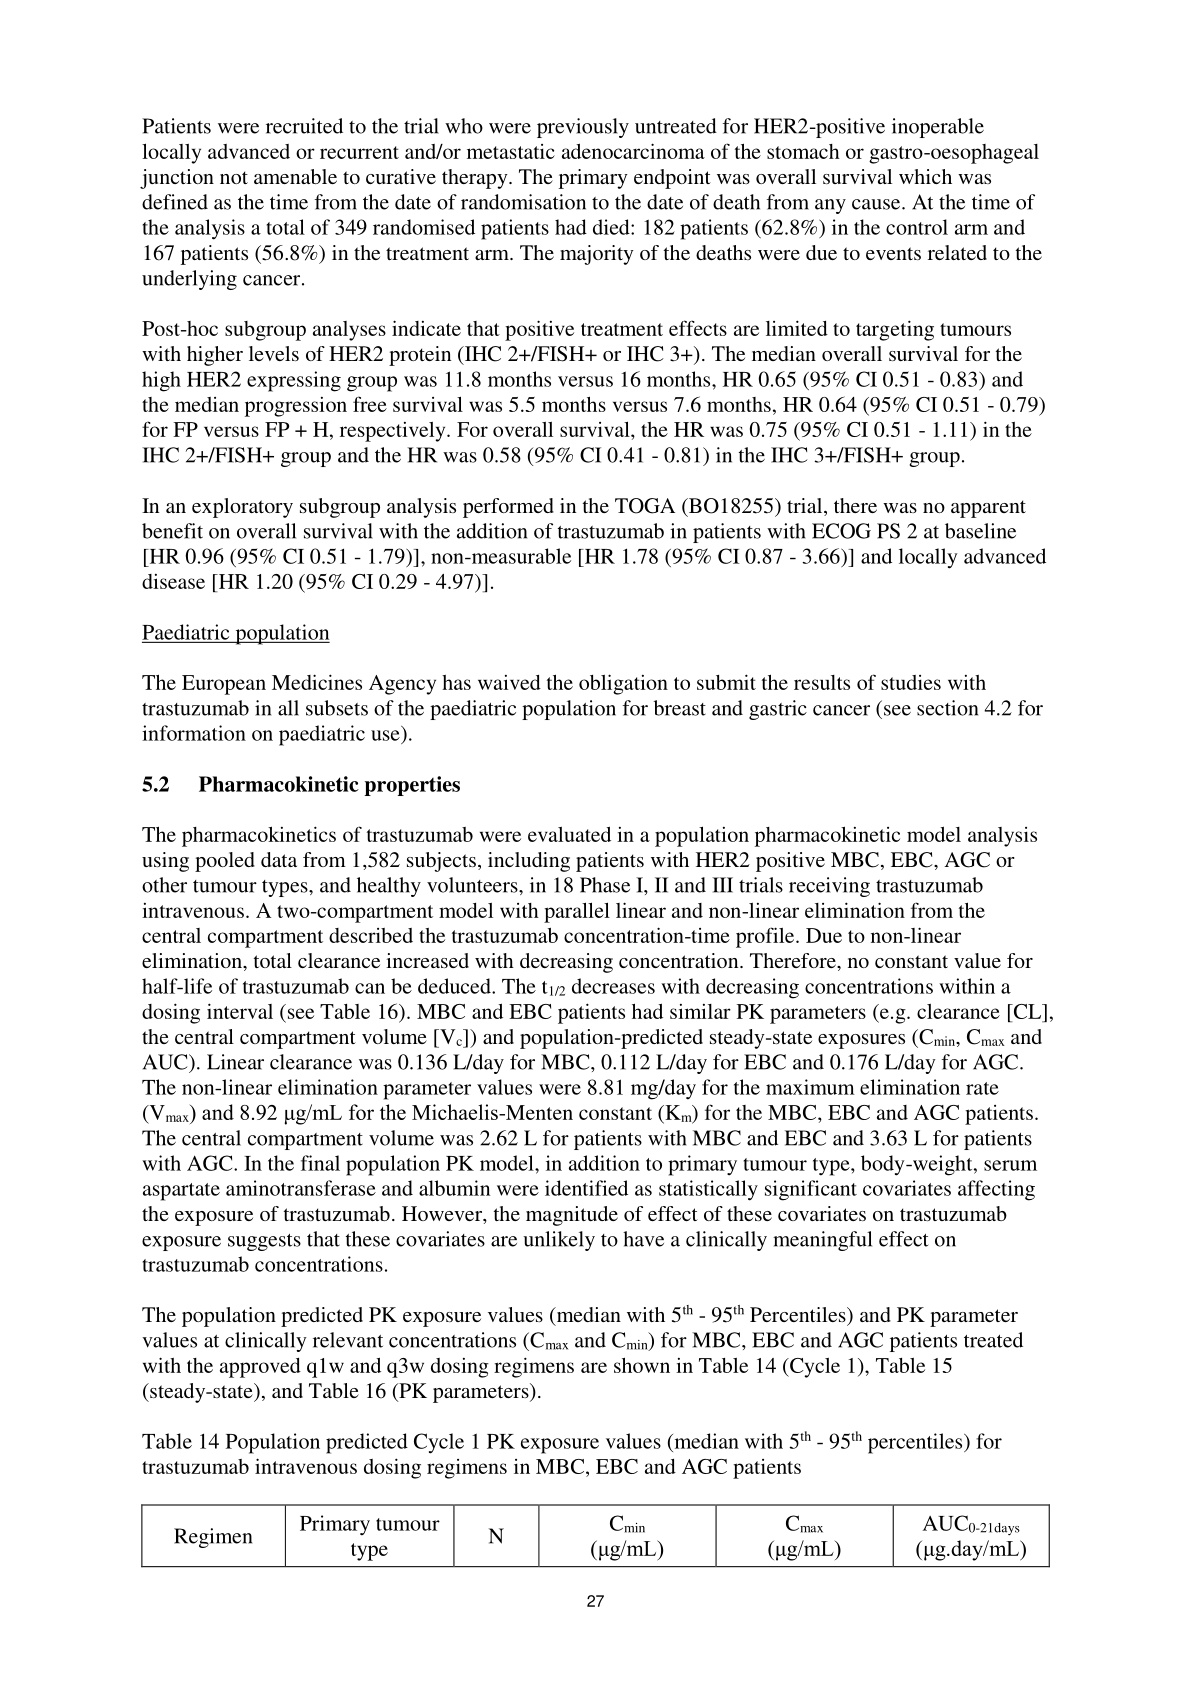 Patients were recruited to the trial who were previously untreated for HER2-positive inoperable
locally advanced or recurrent and/or metastatic adenocarcinoma of the stomach or gastro-oesophageal
junction not amenable to curative therapy. The primary endpoint was overall survival which was
defined as the time from the date of randomisation to the date of death from any cause. At the time of
the analysis a total of 349 randomised patients had died: 182 patients (62.8%) in the control arm and
167 patients (56.8%) in the treatment arm. The majority of the deaths were due to events related to the
underlying cancer.
Post-hoc subgroup analyses indicate that positive treatment effects are limited to targeting tumours
with higher levels of HER2 protein (IHC 2+/FISH+ or IHC 3+). The median overall survival for the
high HER2 expressing group was 11.8 months versus 16 months, HR 0.65 (95% CI 0.51 - 0.83) and
the median progression free survival was 5.5 months versus 7.6 months, HR 0.64 (95% CI 0.51 - 0.79)
for FP versus FP + H, respectively. For overall survival, the HR was 0.75 (95% CI 0.51 - 1.11) in the
IHC 2+/FISH+ group and the HR was 0.58 (95% CI 0.41 - 0.81) in the IHC 3+/FISH+ group.
In an exploratory subgroup analysis performed in the TOGA (BO18255) trial, there was no apparent
benefit on overall survival with the addition of trastuzumab in patients with ECOG PS 2 at baseline
[HR 0.96 (95% CI 0.51 - 1.79)], non-measurable [HR 1.78 (95% CI 0.87 - 3.66)] and locally advanced
disease [HR 1.20 (95% CI 0.29 - 4.97)].
Paediatric population
The European Medicines Agency has waived the obligation to submit the results of studies with
trastuzumab in all subsets of the paediatric population for breast and gastric cancer (see section 4.2 for
information on paediatric use).
5.2 Pharmacokinetic properties
The pharmacokinetics of trastuzumab were evaluated in a population pharmacokinetic model analysis
using pooled data from 1,582 subjects, including patients with HER2 positive MBC, EBC, AGC or
other tumour types, and healthy volunteers, in 18 Phase I, II and III trials receiving trastuzumab
intravenous. A two-compartment model with parallel linear and non-linear elimination from the
central compartment described the trastuzumab concentration-time profile. Due to non-linear
elimination, total clearance increased with decreasing concentration. Therefore, no constant value for
half-life of trastuzumab can be deduced. The t1/2 decreases with decreasing concentrations within a
dosing interval (see Table 16). MBC and EBC patients had similar PK parameters (e.g. clearance [CL],
the central compartment volume [Vc]) and population-predicted steady-state exposures (Cmin, Cmax and
AUC). Linear clearance was 0.136 L/day for MBC, 0.112 L/day for EBC and 0.176 L/day for AGC.
The non-linear elimination parameter values were 8.81 mg/day for the maximum elimination rate
(Vmax) and 8.92 μg/mL for the Michaelis-Menten constant (Km) for the MBC, EBC and AGC patients.
The central compartment volume was 2.62 L for patients with MBC and EBC and 3.63 L for patients
with AGC. In the final population PK model, in addition to primary tumour type, body-weight, serum
aspartate aminotransferase and albumin were identified as statistically significant covariates affecting
the exposure of trastuzumab. However, the magnitude of effect of these covariates on trastuzumab
exposure suggests that these covariates are unlikely to have a clinically meaningful effect on
trastuzumab concentrations.
The population predicted PK exposure values (median with 5th - 95th Percentiles) and PK parameter
values at clinically relevant concentrations (Cmax and Cmin) for MBC, EBC and AGC patients treated
with the approved q1w and q3w dosing regimens are shown in Table 14 (Cycle 1), Table 15
(steady-state), and Table 16 (PK parameters).
Table 14 Population predicted Cycle 1 PK exposure values (median with 5th - 95th percentiles) for
trastuzumab intravenous dosing regimens in MBC, EBC and AGC patients
Regimen
Primary tumour
type
N
Cmin
(μg/mL)
Cmax
(μg/mL)
AUC0-21days
(μg.day/mL)
27